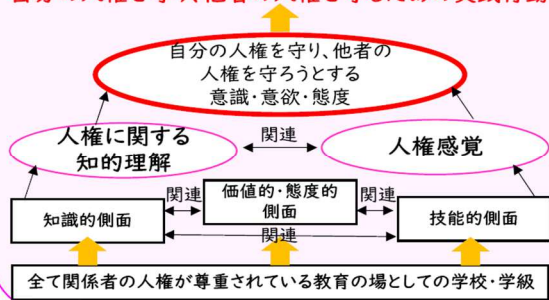 自分の人権を守り、他者の
人権を守ろうとする
意識・意欲・態度
人権に関する
知的理解
関連
人権感覚
関連
価値的・態度的
側面
関連
知識的側面
関連
技能的側面
全て関係者の人権が尊重されている教育の場としての学校・学級